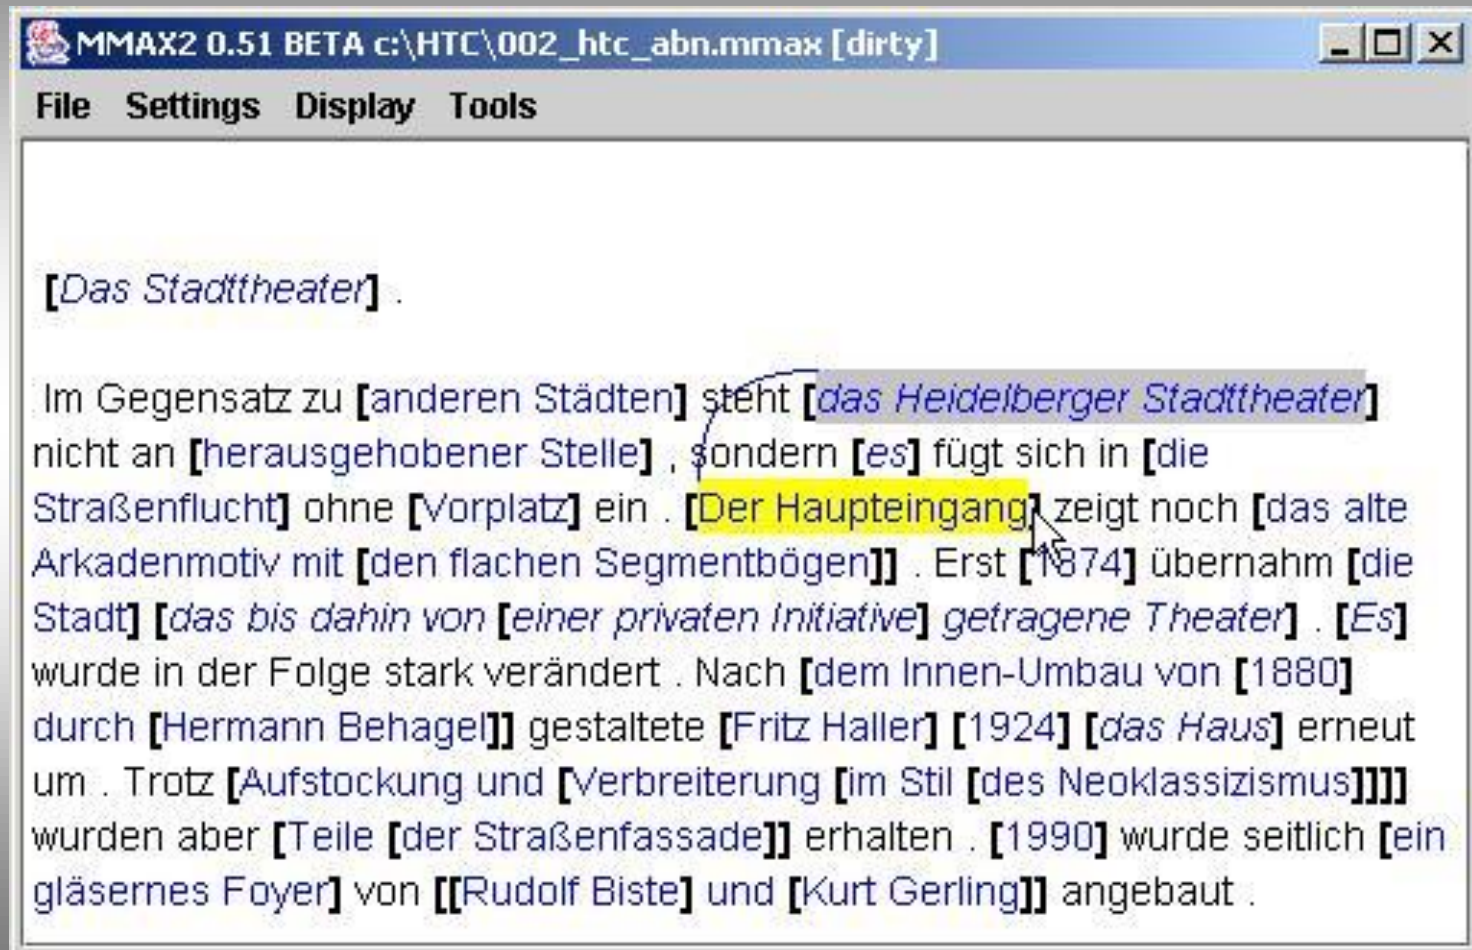 MMAX2 0.51 BETA c:\HTC\002_htc_abn.mmax [dirty]
File Settings Display Tools
[Das Stadttheater] .
Im Gegensatz zu [anderen Städten] steht [das Heidelberger Stadttheater]
nicht an [herausgehobener Stelle] , sondern [es] fügt sich in [die
Straßenflucht] ohne [Vorplatz] ein . [Der Haupteingang] zeigt noch [das alte
Arkadenmotiv mit [den flachen Segmentbögen]] . Erst [1874] übernahm [die
Stadt] [das bis dahin von [einer privaten Initiative] getragene Theater] . [Es]
wurde in der Folge stark verändert . Nach [dem Innen-Umbau von [1880]
durch [Hermann Behagel]] gestaltete [Fritz Haller] [1924] [das Haus] erneut
um . Trotz [Aufstockung und [Verbreiterung [im Stil [des Neoklassizismus]]]]
wurden aber [Teile [der Straßenfassade]] erhalten . [1990] wurde seitlich [ein
gläsernes Foyer] von [[Rudolf Biste] und [Kurt Gerling]] angebaut .